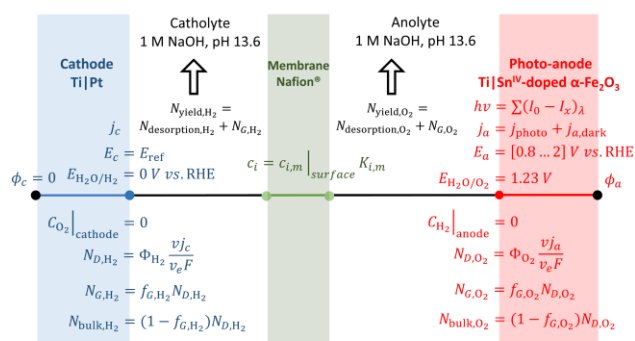 Catholyte
1 M NaOH, pH 13.6
Anolyte
1 M NaOH, pH 13.6
Cathode
Ti|Pt
Membrane
Nafion®
Photo-anode
Ti|Snᴵⱽ-doped α-Fe₂O₃
N_yield,H₂ =
N_desorption,H₂ + N_G,H₂
N_yield,O₂ =
N_desorption,O₂ + N_G,O₂
hν = ∑(I₀ − Iₓ)_λ
j_c
j_a = j_photo + j_a,dark
E_c = E_ref
E_a = [0.8 … 2] V vs. RHE
E_H₂O/H₂ = 0 V vs. RHE
c_i = c_i,m|_surface K_i,m
E_H₂O/O₂ = 1.23 V
ϕ_c = 0
ϕ_a
C_O₂|_cathode = 0
C_H₂|_anode = 0
N_D,H₂ = Φ_H₂ νj_c / ν_eF
N_D,O₂ = Φ_O₂ νj_a / ν_eF
N_G,H₂ = f_G,H₂ N_D,H₂
N_G,O₂ = f_G,O₂ N_D,O₂
N_bulk,H₂ = (1 − f_G,H₂)N_D,H₂
N_bulk,O₂ = (1 − f_G,O₂)N_D,O₂